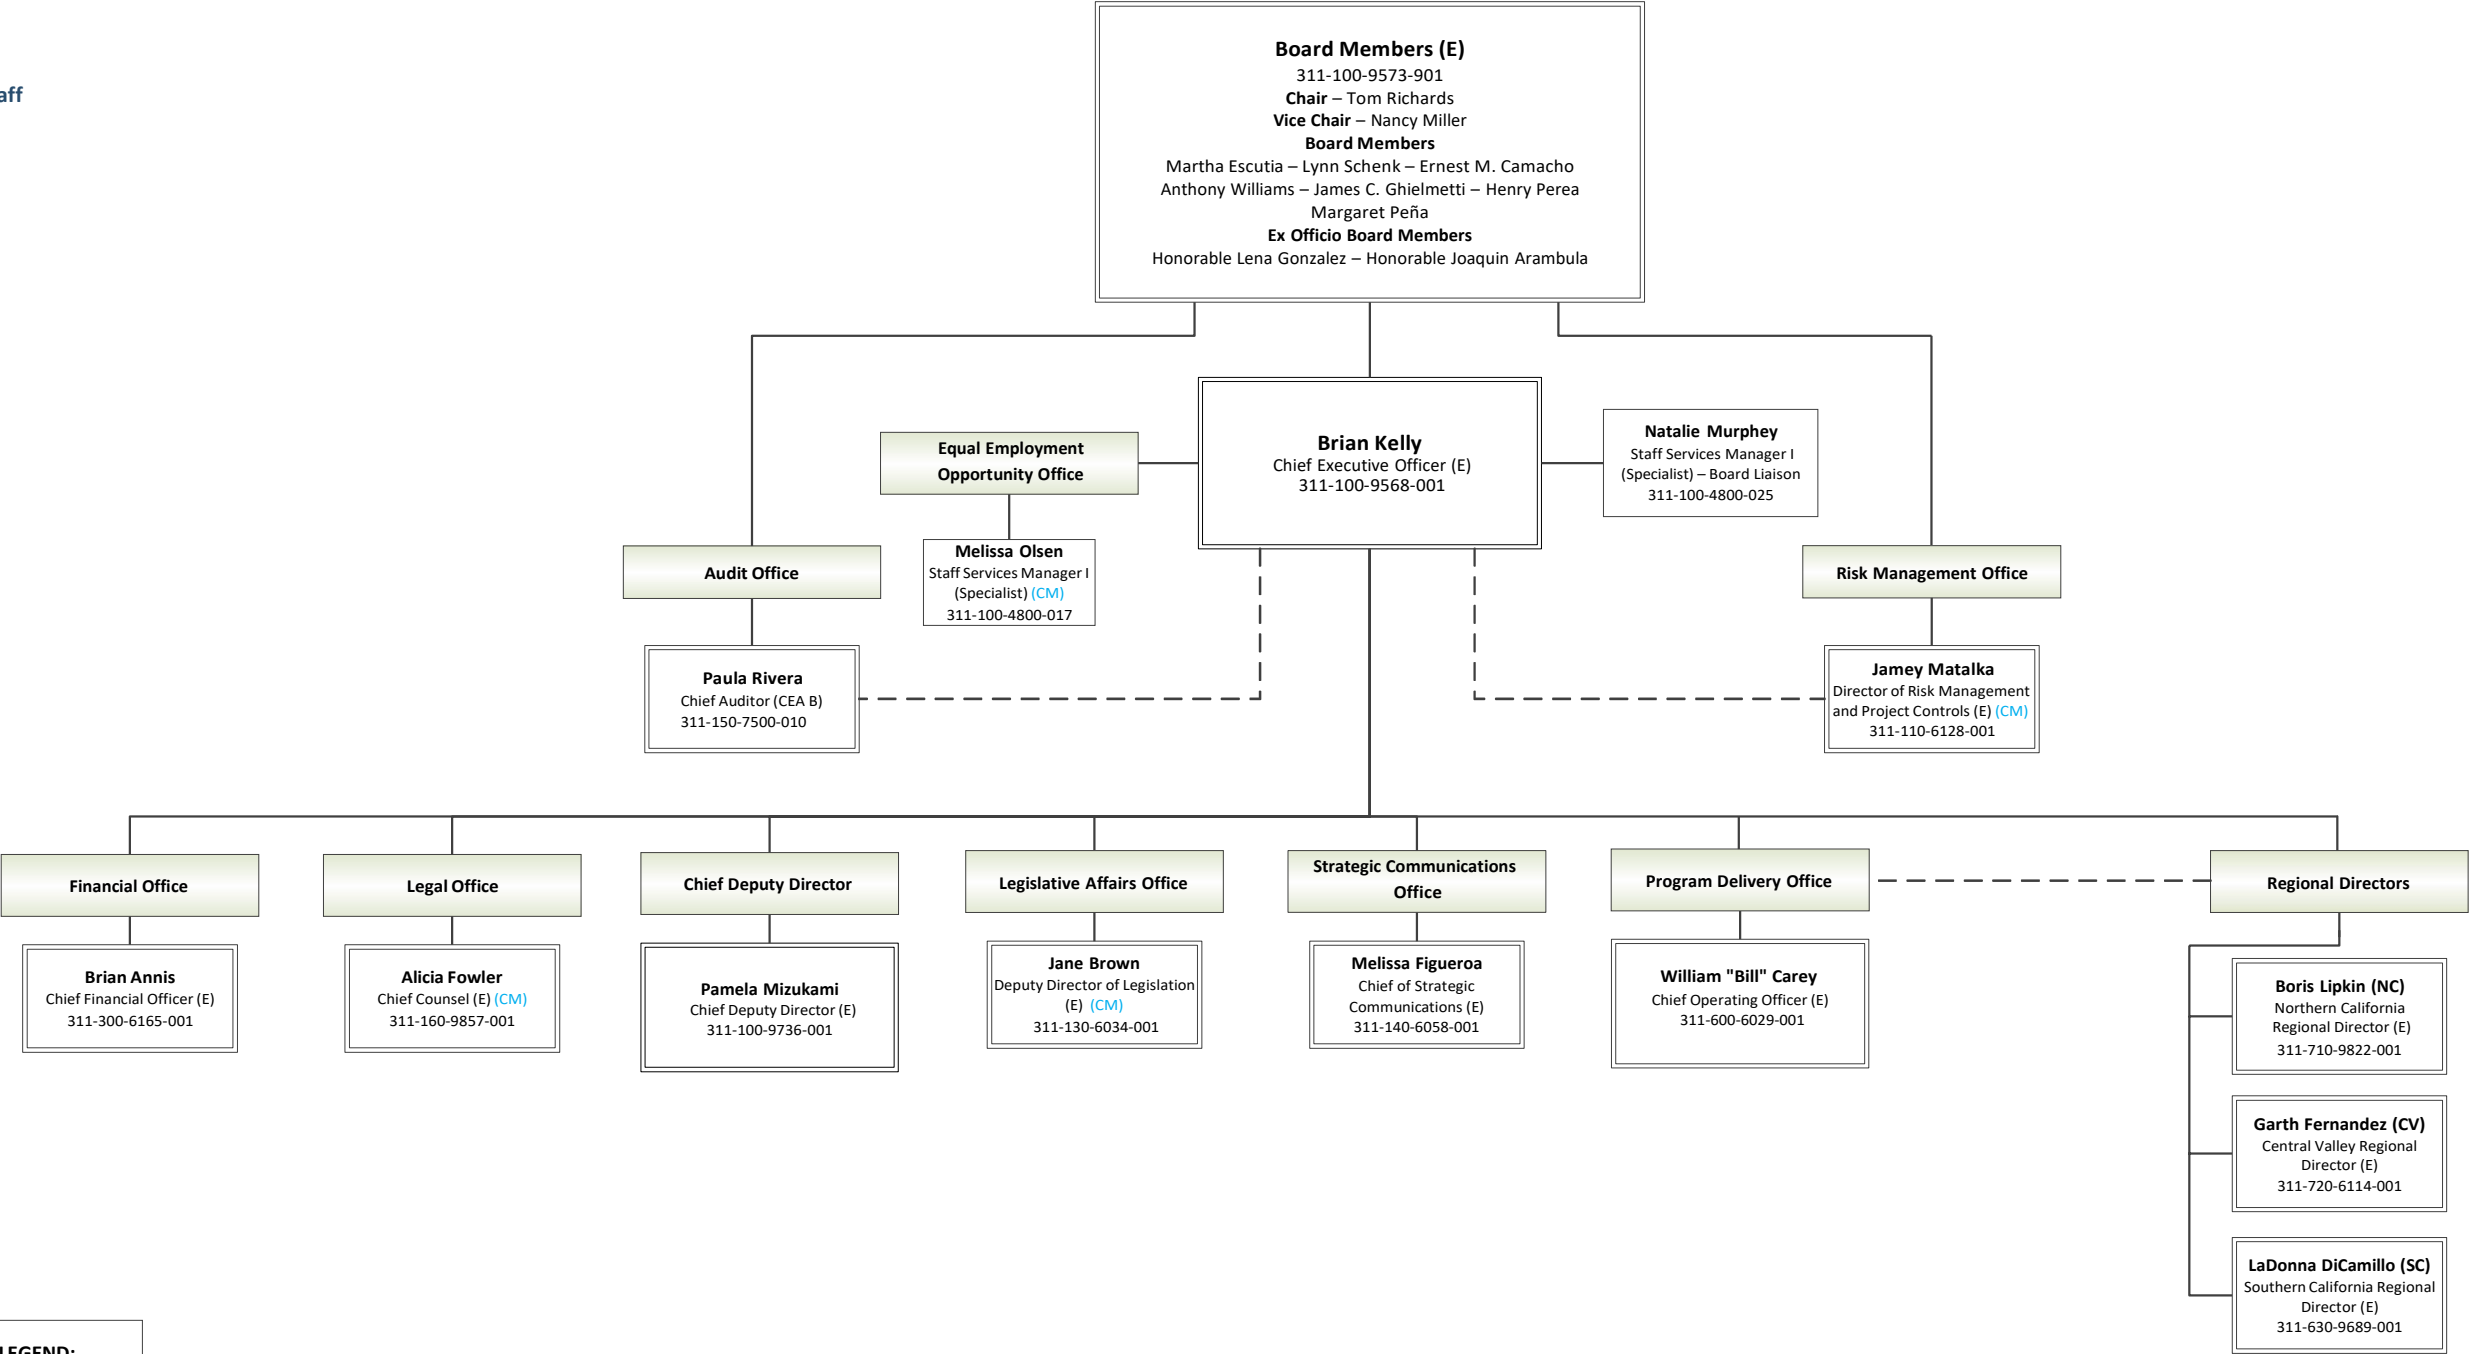 aff
Board Members (E)
311-100-9573-901
Chair – Tom Richards
Vice Chair – Nancy Miller
Board Members
Martha Escutia – Lynn Schenk – Ernest M. Camacho
Anthony Williams – James C. Ghielmetti – Henry Perea
Margaret Peña
Ex Officio Board Members
Honorable Lena Gonzalez – Honorable Joaquin Arambula
Brian Kelly
Chief Executive Officer (E)
311-100-9568-001
Equal Employment
Opportunity Office
Melissa Olsen
Staff Services Manager I
(Specialist) (CM)
311-100-4800-017
Natalie Murphey
Staff Services Manager I
(Specialist) – Board Liaison
311-100-4800-025
Audit Office
Paula Rivera
Chief Auditor (CEA B)
311-150-7500-010
Risk Management Office
Jamey Matalka
Director of Risk Management
and Project Controls (E) (CM)
311-110-6128-001
Financial Office
Brian Annis
Chief Financial Officer (E)
311-300-6165-001
Legal Office
Alicia Fowler
Chief Counsel (E) (CM)
311-160-9857-001
Chief Deputy Director
Pamela Mizukami
Chief Deputy Director (E)
311-100-9736-001
Legislative Affairs Office
Jane Brown
Deputy Director of Legislation
(E) (CM)
311-130-6034-001
Strategic Communications
Office
Melissa Figueroa
Chief of Strategic
Communications (E)
311-140-6058-001
Program Delivery Office
William "Bill" Carey
Chief Operating Officer (E)
311-600-6029-001
Regional Directors
Boris Lipkin (NC)
Northern California
Regional Director (E)
311-710-9822-001
Garth Fernandez (CV)
Central Valley Regional
Director (E)
311-720-6114-001
LaDonna DiCamillo (SC)
Southern California Regional
Director (E)
311-630-9689-001
LEGEND: